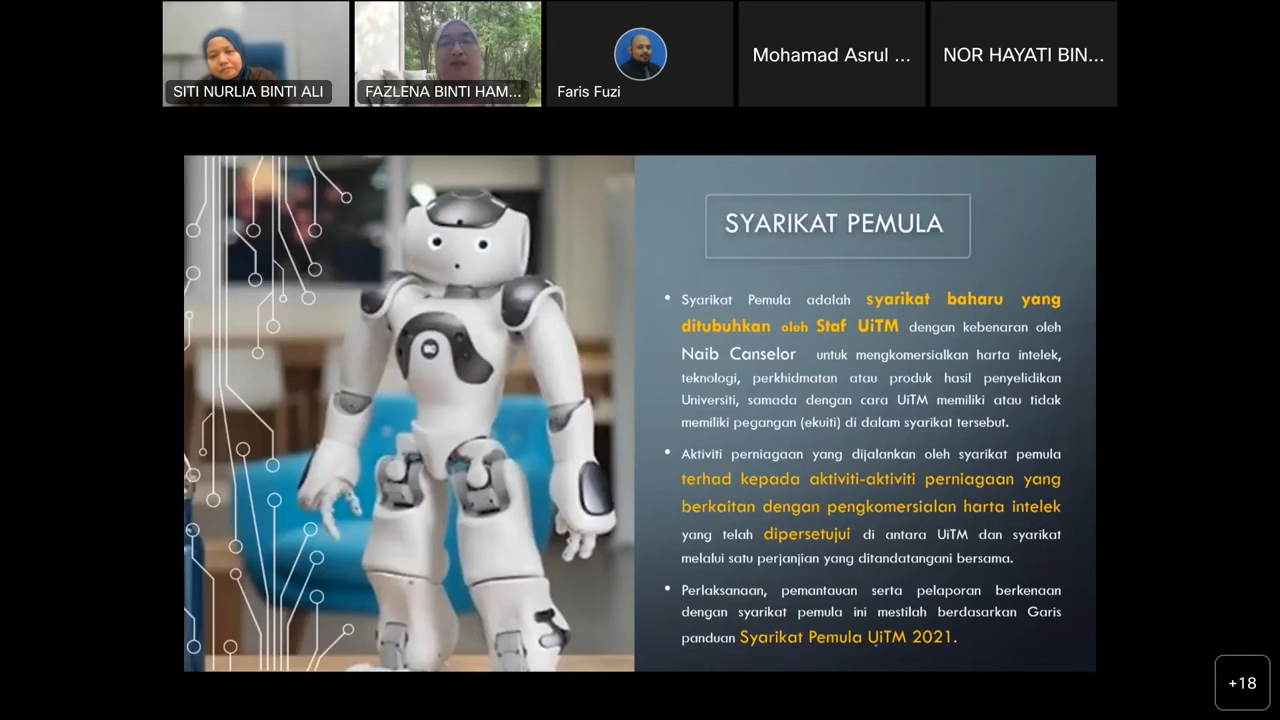 SITI NURLIA BINTI ALI
FAZLENA BINTI HAM...
Faris Fuzi
Mohamad Asrul ...
NOR HAYATI BIN...
SYARIKAT PEMULA
• Syarikat Pemula adalah syarikat baharu yang
ditubuhkan oleh Staf UiTM dengan kebenaran oleh
Naib Canselor untuk mengkomersialkan harta intelek,
teknologi, perkhidmatan atau produk hasil penyelidikan
Universiti, samada dengan cara UiTM memiliki atau tidak
memiliki pegangan (ekuiti) di dalam syarikat tersebut.
• Aktiviti perniagaan yang dijalankan oleh syarikat pemula
terhad kepada aktiviti-aktiviti perniagaan yang
berkaitan dengan pengkomersialan harta intelek
yang telah dipersetujui di antara UiTM dan syarikat
melalui satu perjanjian yang ditandatangani bersama.
• Perlaksanaan, pemantauan serta pelaporan berkenaan
dengan syarikat pemula ini mestilah berdasarkan Garis
panduan Syarikat Pemula UiTM 2021.
+18